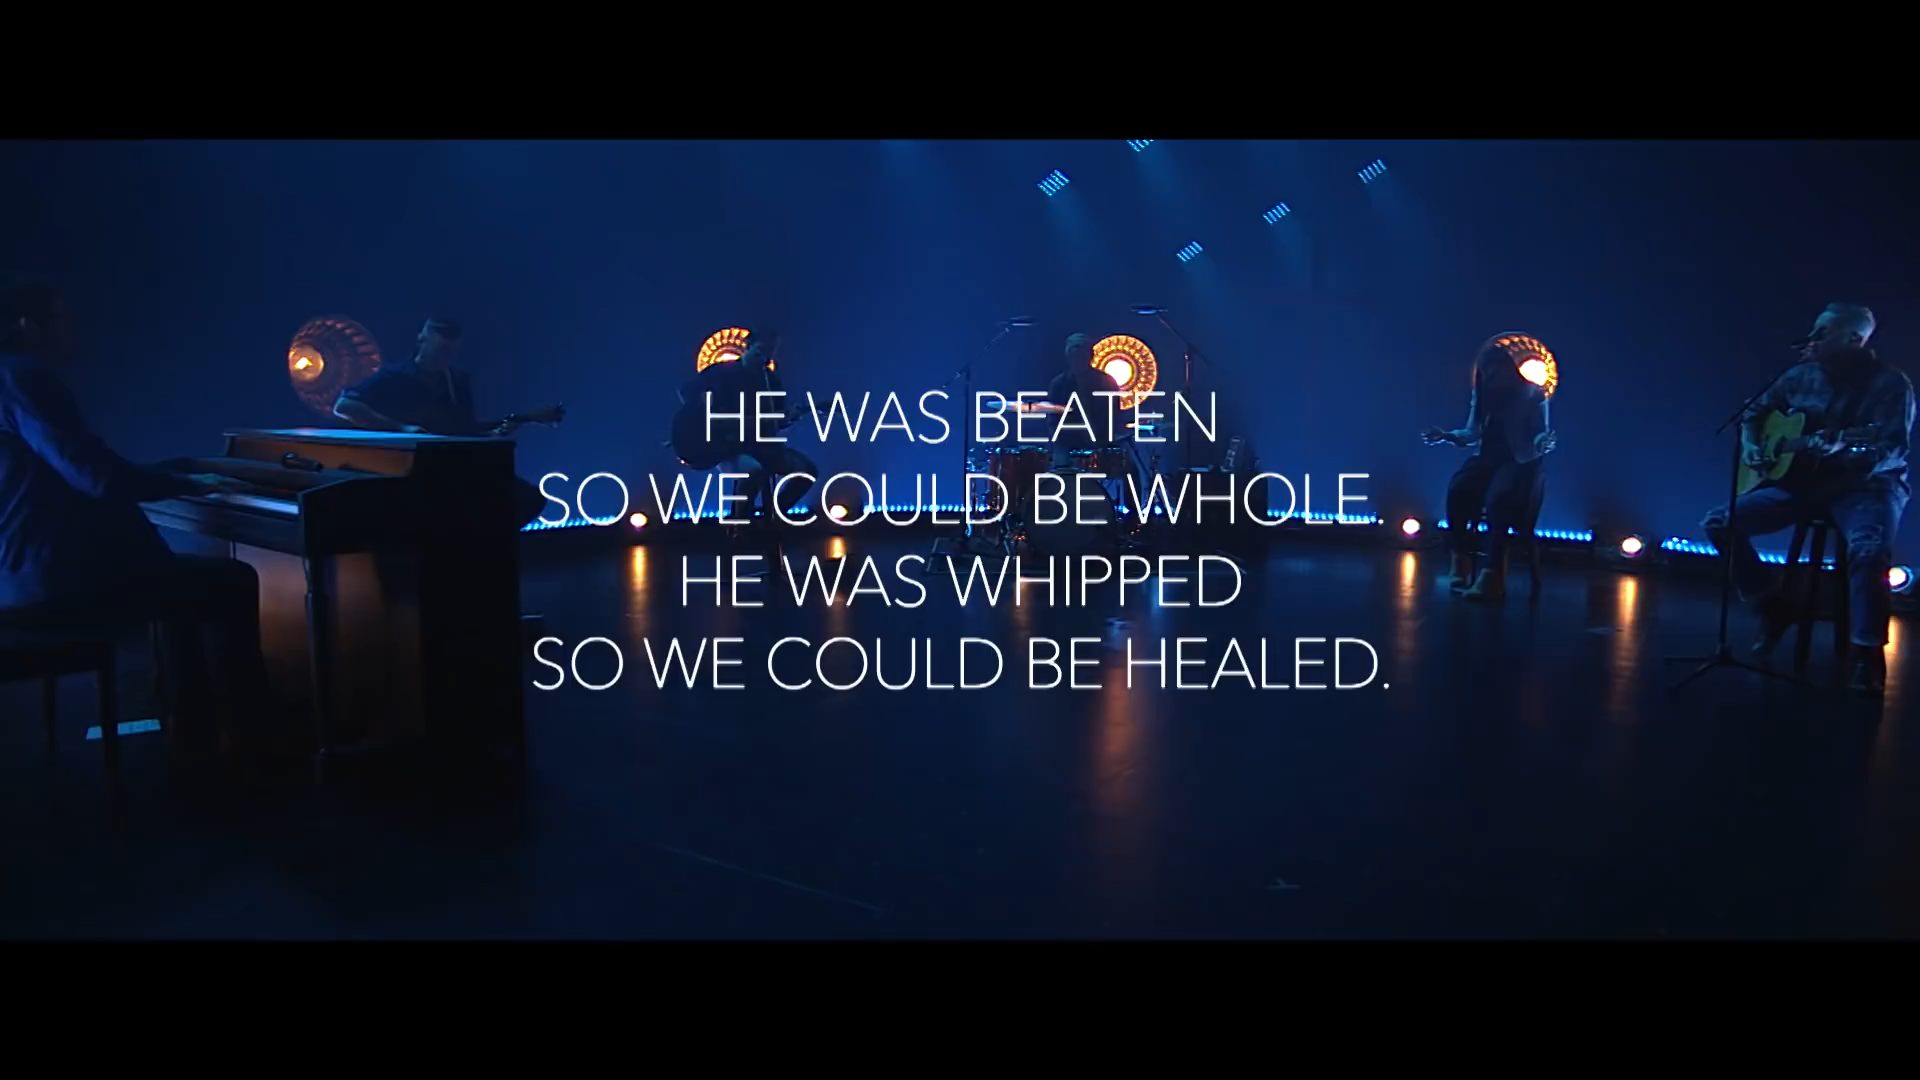 HE WAS BEATEN
SO WE COULD BE WHOLE.
HE WAS WHIPPED
SO WE COULD BE HEALED.